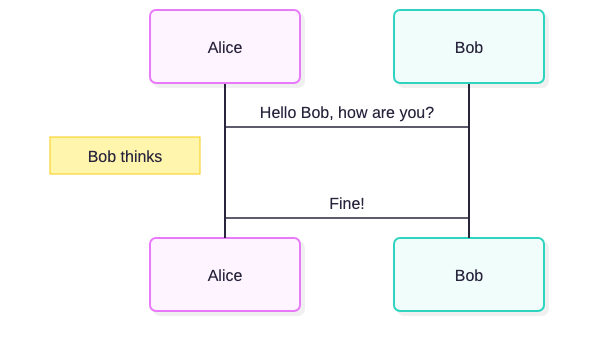 Alice
Bob
Hello Bob, how are you?
Bob thinks
Fine!
Alice
Bob